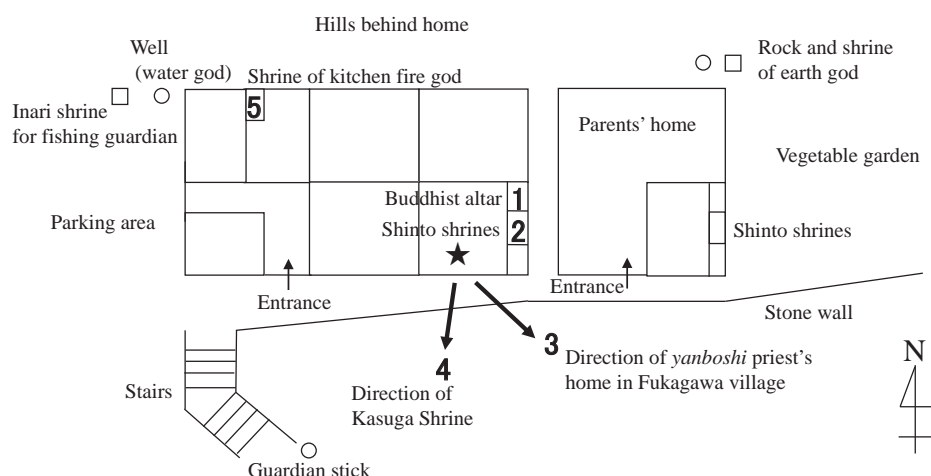 Hills behind home
Well
(water god)
Shrine of kitchen fire god
Rock and shrine
of earth god
Inari shrine
for fishing guardian
5
Parents’ home
Vegetable garden
Buddhist altar
1
Parking area
Shinto shrines
2
Shinto shrines
Entrance
Entrance
Stone wall
3
Direction of yanboshi priest’s
home in Fukagawa village
4
Direction of
Kasuga Shrine
N
Stairs
Guardian stick